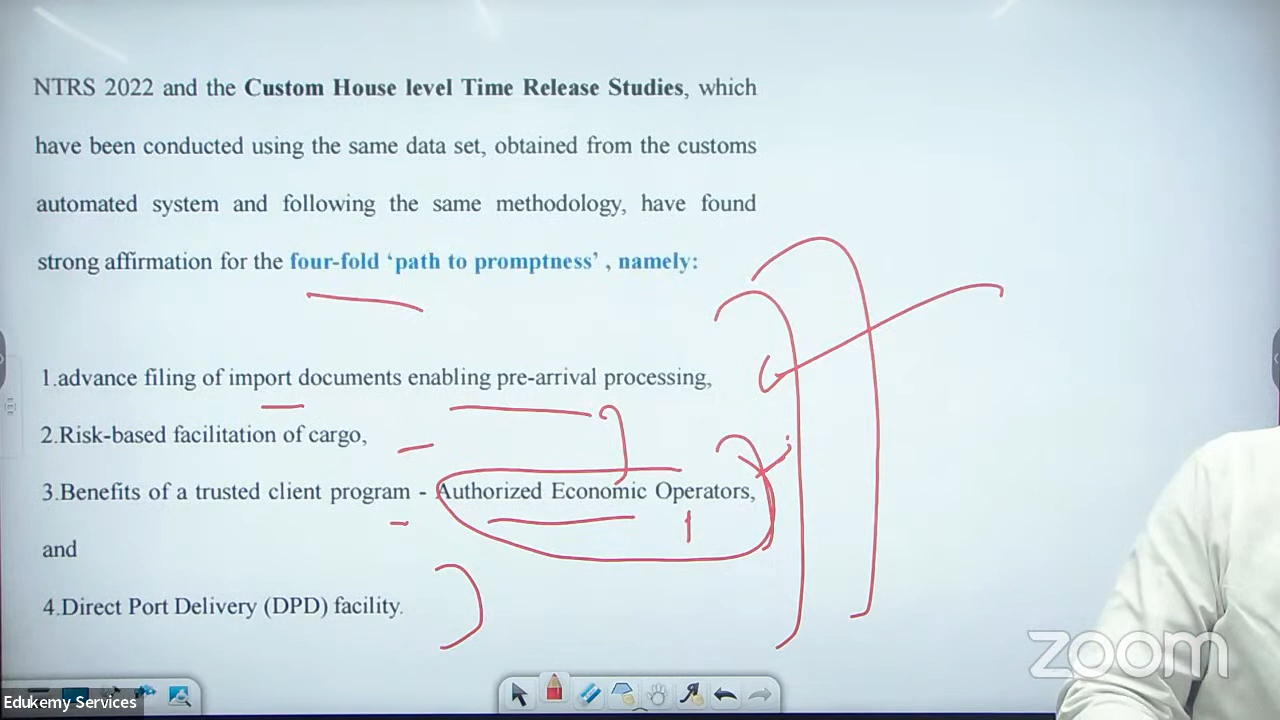 NTRS 2022 and the Custom House level Time Release Studies, which
have been conducted using the same data set, obtained from the customs
automated system and following the same methodology, have found
strong affirmation for the four-fold ‘path to promptness’ , namely:
1.advance filing of import documents enabling pre-arrival processing,
2.Risk-based facilitation of cargo,
3.Benefits of a trusted client program - Authorized Economic Operators,
and
4.Direct Port Delivery (DPD) facility.
zoom
Edukemy Services